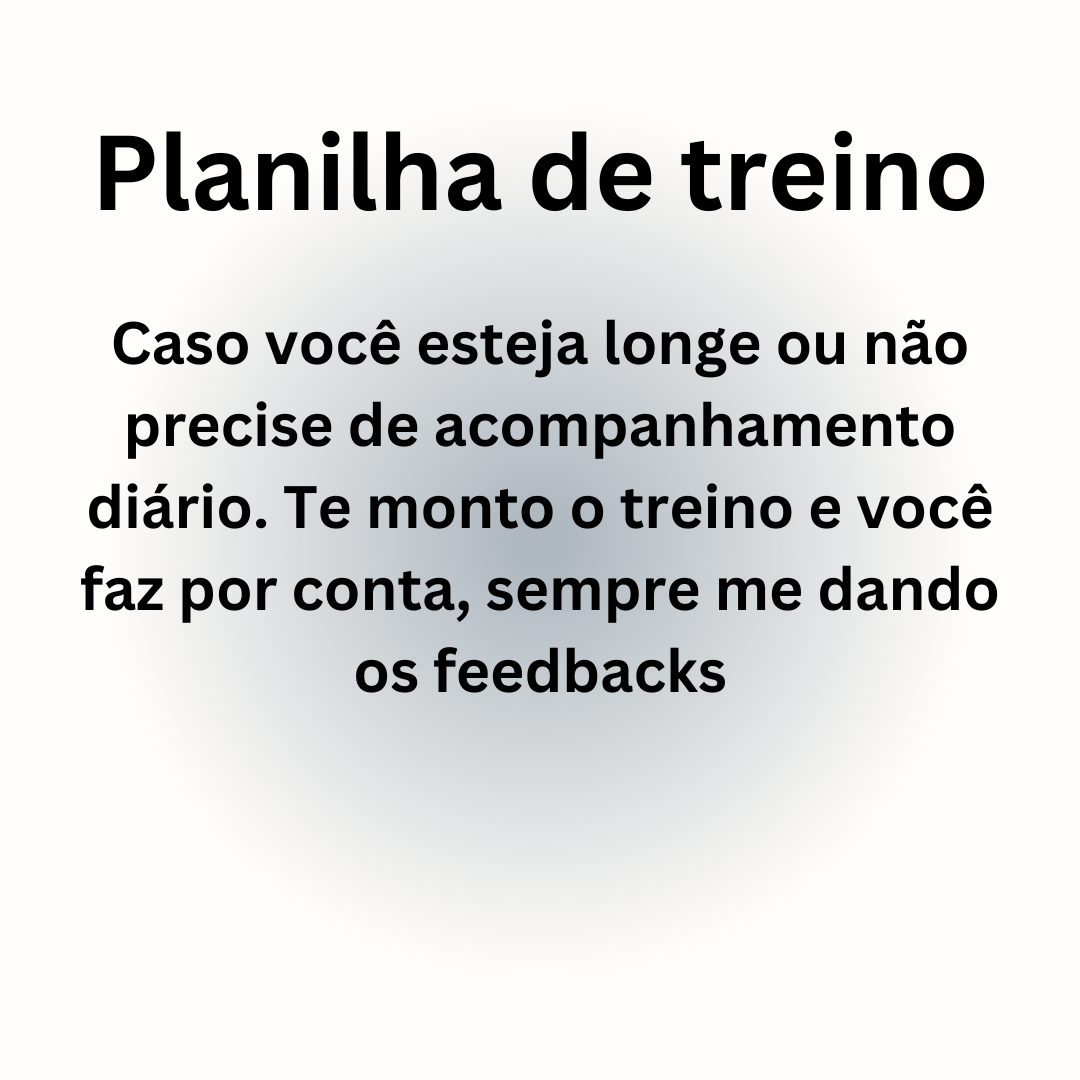 Planilha de treino
Caso você esteja longe ou não
precise de acompanhamento
diário. Te monto o treino e você
faz por conta, sempre me dando
os feedbacks